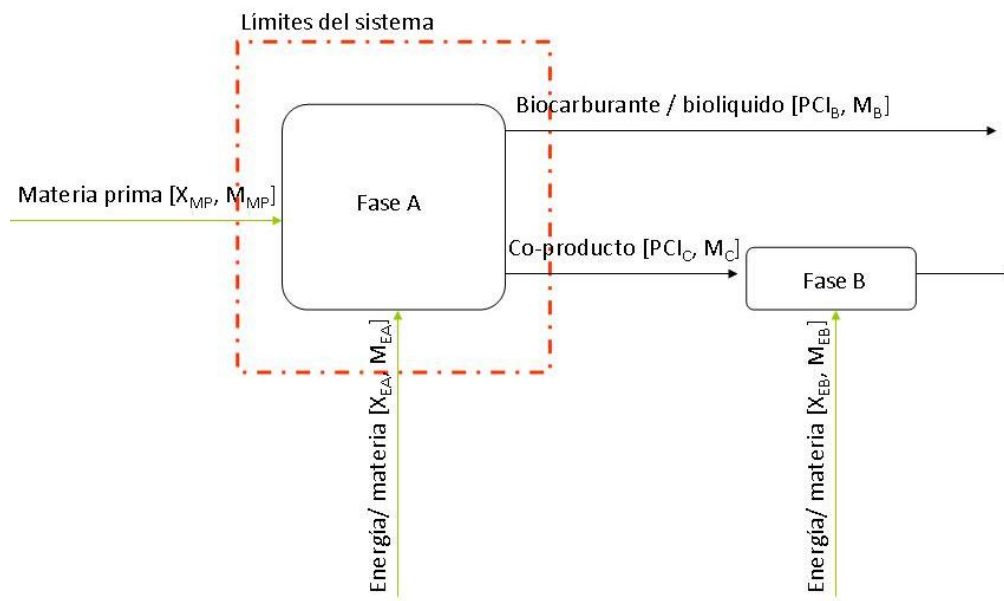 Límites del sistema
Biocarburante / bioliquido [PCI_B, M_B]
Materia prima [X_MP, M_MP]
Fase A
Co-producto [PCI_C, M_C]
Fase B
Energía/ materia [X_EA, M_EA]
Energía/ materia [X_EB, M_EB]